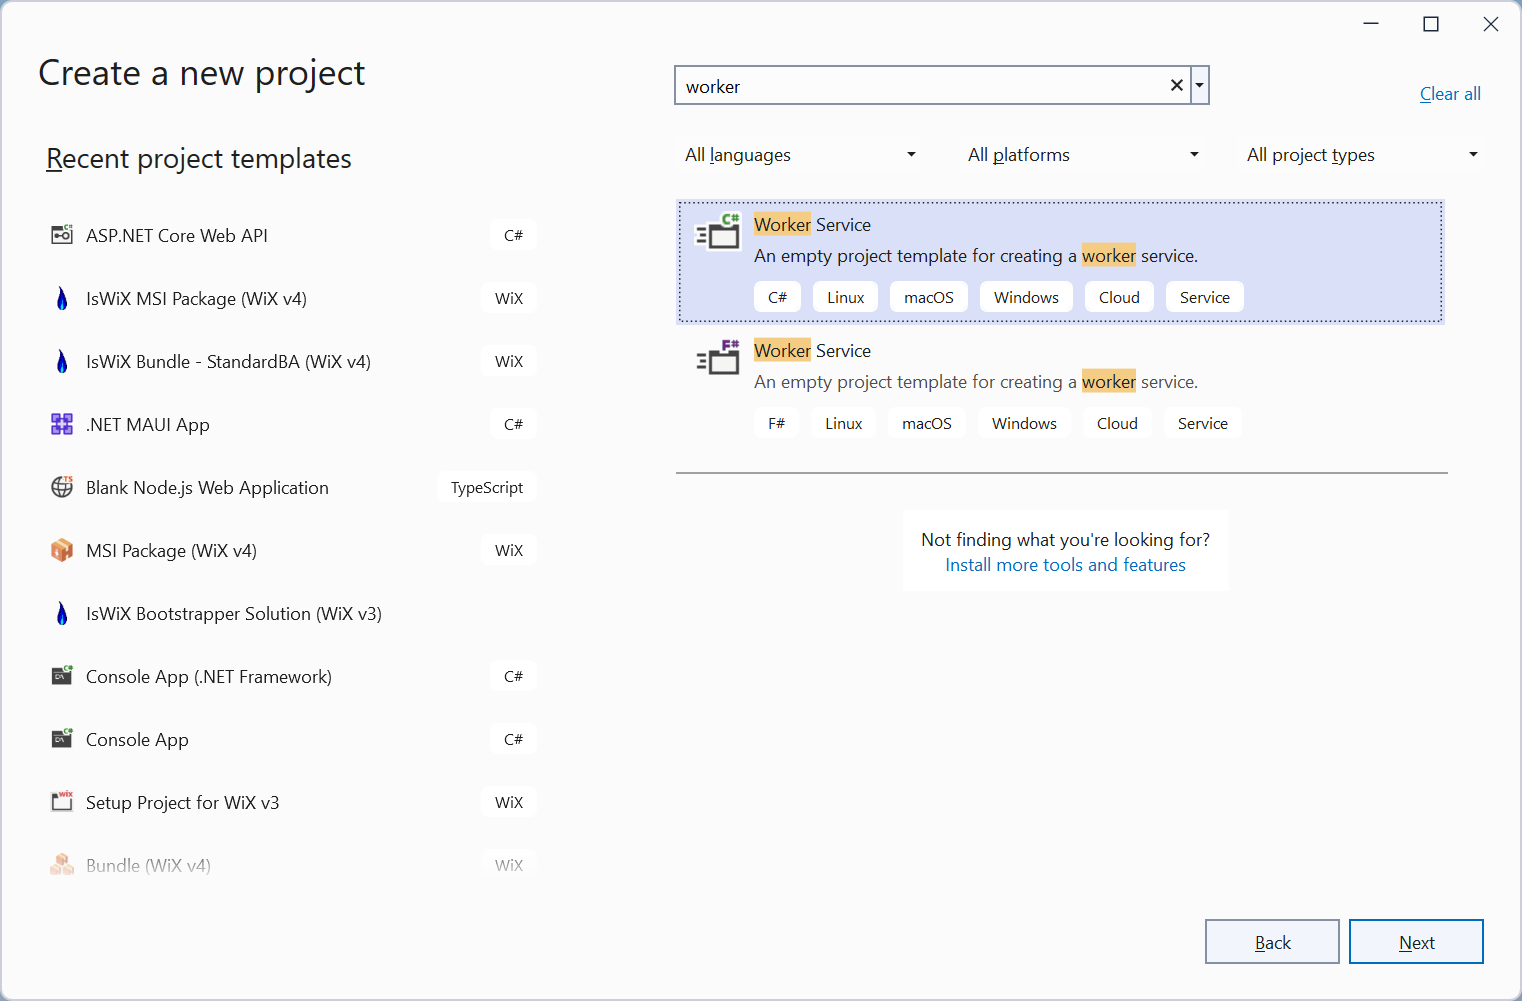 Create a new project
worker
Clear all
Recent project templates
All languages
All platforms
All project types
ASP.NET Core Web API
C#
IsWiX MSI Package (WiX v4)
WiX
IsWiX Bundle - StandardBA (WiX v4)
WiX
.NET MAUI App
C#
Blank Node.js Web Application
TypeScript
MSI Package (WiX v4)
WiX
IsWiX Bootstrapper Solution (WiX v3)
Console App (.NET Framework)
C#
Console App
C#
Setup Project for WiX v3
WiX
Bundle (WiX v4)
WiX
C#
Worker Service
An empty project template for creating a worker service.
C#
Linux
macOS
Windows
Cloud
Service
F#
Worker Service
An empty project template for creating a worker service.
F#
Linux
macOS
Windows
Cloud
Service
Not finding what you're looking for?
Install more tools and features
Back
Next